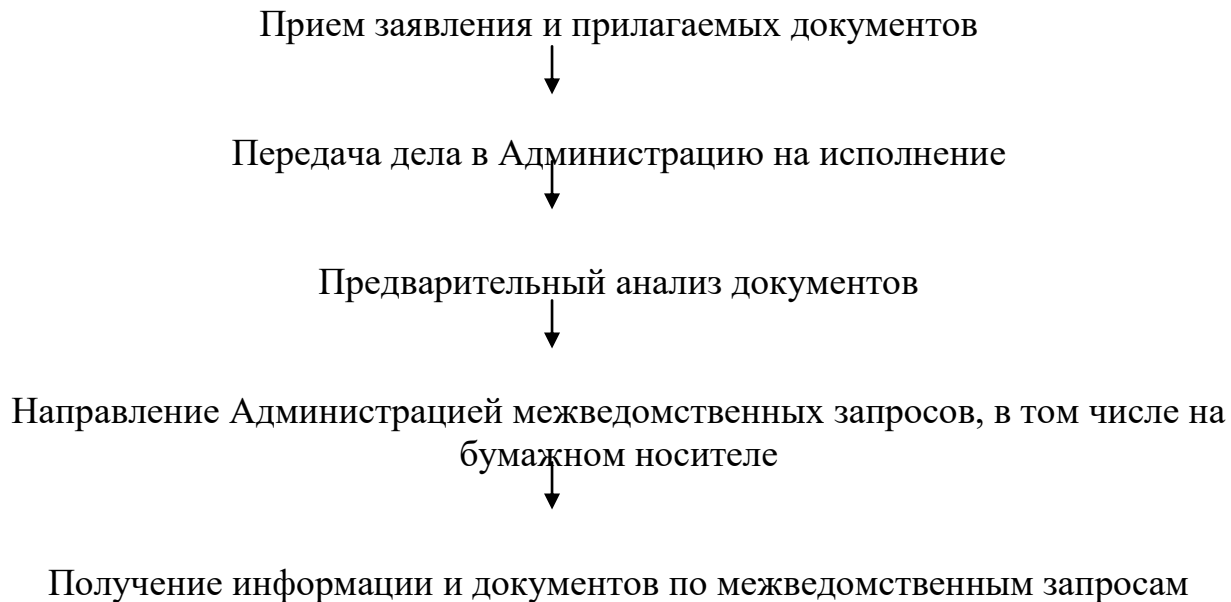 Прием заявления и прилагаемых документов
Передача дела в Администрацию на исполнение
Предварительный анализ документов
Направление Администрацией межведомственных запросов, в том числе на
бумажном носителе
Получение информации и документов по межведомственным запросам